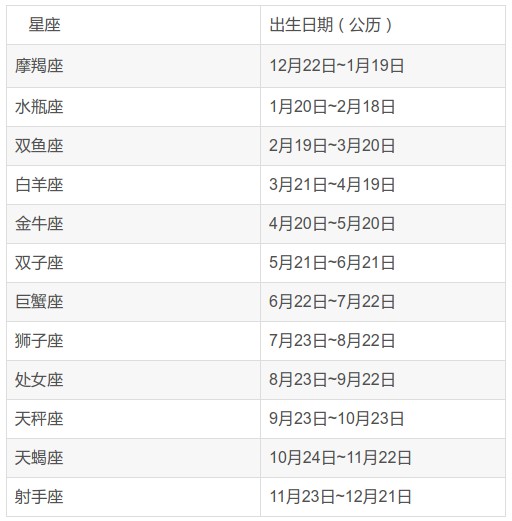 星座 出生日期（公历）
摩羯座 12月22日~1月19日
水瓶座 1月20日~2月18日
双鱼座 2月19日~3月20日
白羊座 3月21日~4月19日
金牛座 4月20日~5月20日
双子座 5月21日~6月21日
巨蟹座 6月22日~7月22日
狮子座 7月23日~8月22日
处女座 8月23日~9月22日
天秤座 9月23日~10月23日
天蝎座 10月24日~11月22日
射手座 11月23日~12月21日